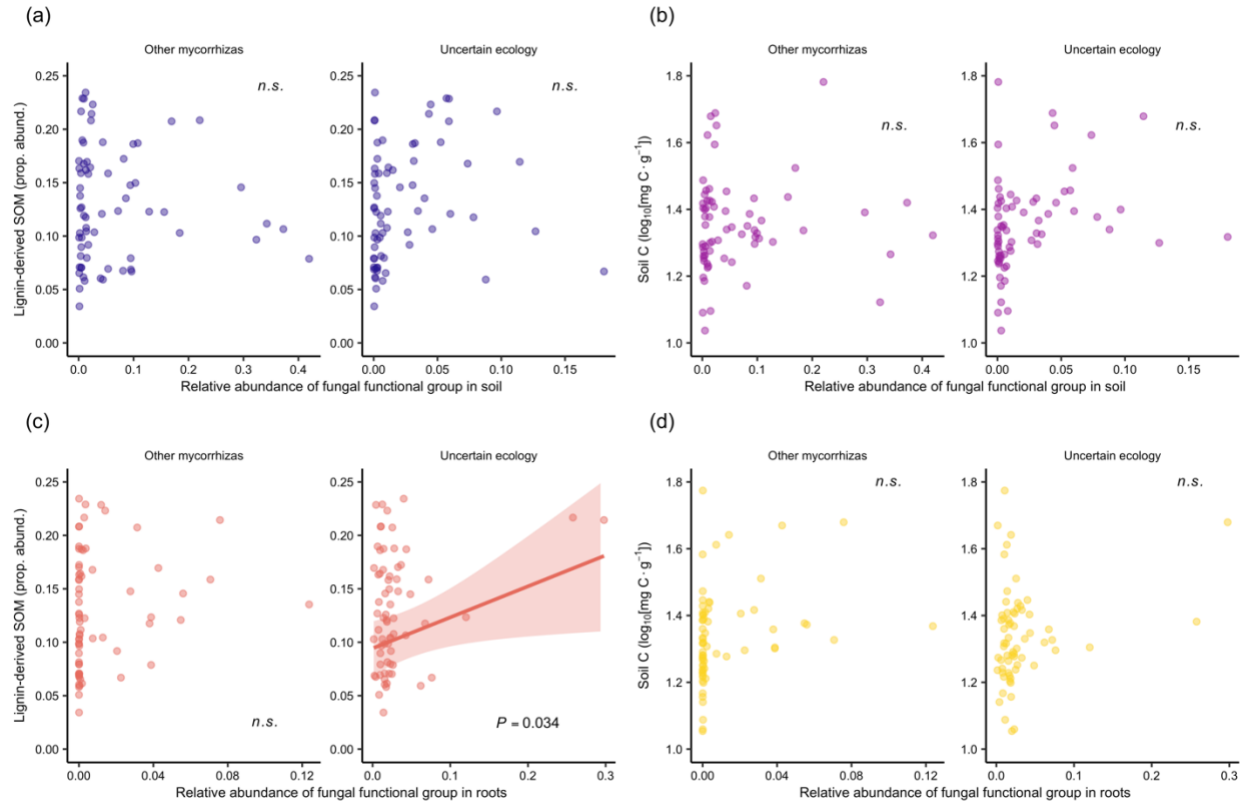 (a)
Other mycorrhizas
Uncertain ecology
Lignin-derived SOM (prop. abund.)
0.25
0.20
0.15
0.10
0.05
0.00
n.s.
n.s.
0.0 0.1 0.2 0.3 0.4
0.00 0.05 0.10 0.15
Relative abundance of fungal functional group in soil
(b)
Other mycorrhizas
Uncertain ecology
Soil C (log₁₀[mg C · g⁻¹])
1.8
1.6
1.4
1.2
1.0
n.s.
n.s.
0.0 0.1 0.2 0.3 0.4
0.00 0.05 0.10 0.15
Relative abundance of fungal functional group in soil
(c)
Other mycorrhizas
Uncertain ecology
Lignin-derived SOM (prop. abund.)
0.25
0.20
0.15
0.10
0.05
0.00
n.s.
P = 0.034
0.00 0.04 0.08 0.12
0.0 0.1 0.2 0.3
Relative abundance of fungal functional group in roots
(d)
Other mycorrhizas
Uncertain ecology
Soil C (log₁₀[mg C · g⁻¹])
1.8
1.6
1.4
1.2
1.0
n.s.
n.s.
0.00 0.04 0.08 0.12
0.0 0.1 0.2 0.3
Relative abundance of fungal functional group in roots